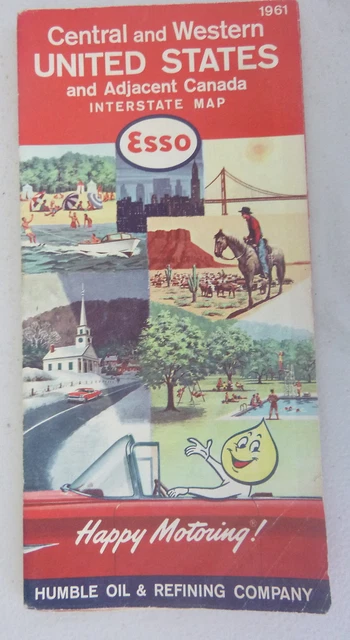 1961
Central and Western
UNITED STATES
and Adjacent Canada
INTERSTATE MAP
Esso
Happy Motoring!
HUMBLE OIL & REFINING COMPANY